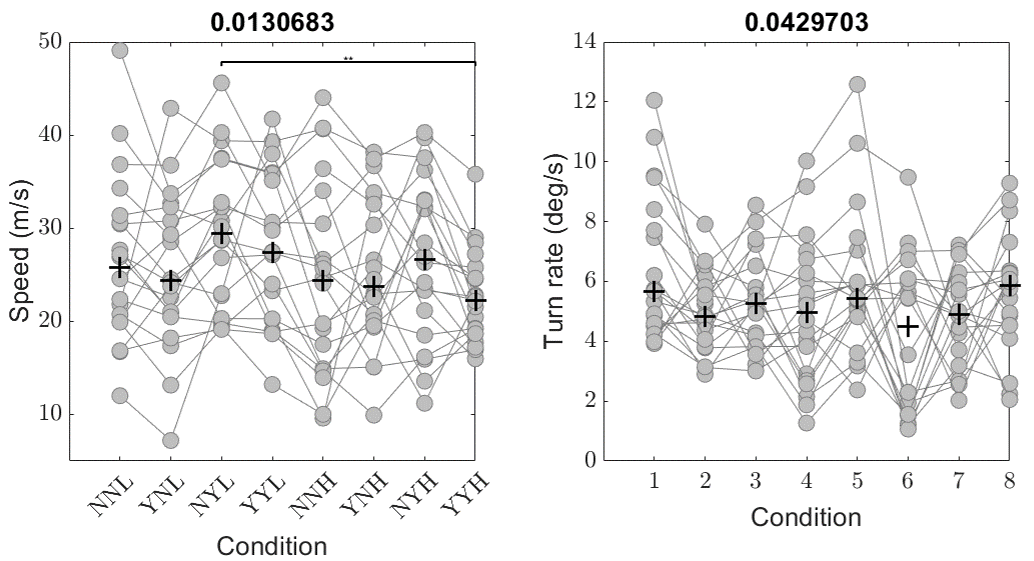 0.0130683
50
40
30
20
10
Speed (m/s)
**
NNL YNL NYL YYL NNH YNH NYH YYH
Condition
0.0429703
14
12
10
8
6
4
2
0
Turn rate (deg/s)
1 2 3 4 5 6 7 8
Condition